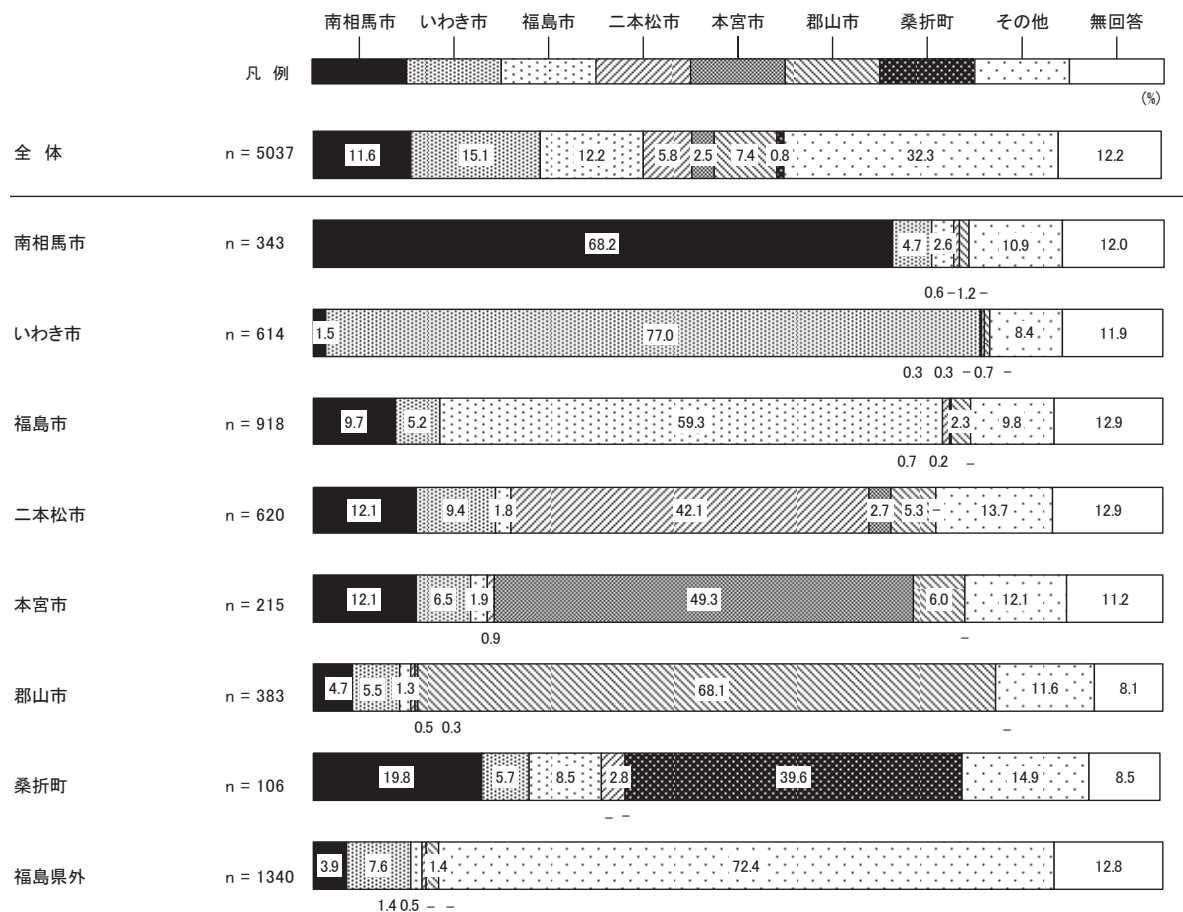 南相馬市 いわき市 福島市 二本松市 本宮市 郡山市 桑折町 その他 無回答
凡 例
(%)
全 体 n = 5037 11.6 15.1 12.2 5.8 2.5 7.4 0.8 32.3 12.2
南相馬市 n = 343 68.2 4.7 2.6 10.9 12.0
0.6 － 1.2 －
いわき市 n = 614 1.5 77.0 8.4 11.9
0.3 0.3 － 0.7 －
福島市 n = 918 9.7 5.2 59.3 2.3 9.8 12.9
0.7 0.2 －
二本松市 n = 620 12.1 9.4 1.8 42.1 2.7 5.3 － 13.7 12.9
本宮市 n = 215 12.1 6.5 1.9 49.3 6.0 12.1 11.2
0.9 －
郡山市 n = 383 4.7 5.5 1.3 68.1 11.6 8.1
0.5 0.3 －
桑折町 n = 106 19.8 5.7 8.5 2.8 39.6 14.9 8.5
－ －
福島県外 n = 1340 3.9 7.6 1.4 72.4 12.8
1.4 0.5 － －